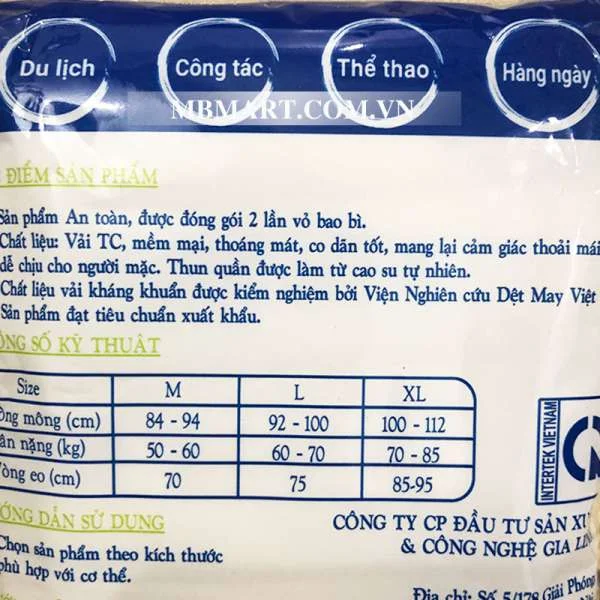 Du lịch
Công tác
Thể thao
Hàng ngày
MBMART.COM.VN
ĐIỂM SẢN PHẨM
Sản phẩm An toàn, được đóng gói 2 lần vỏ bao bì.
Chất liệu: Vải TC, mềm mại, thoáng mát, co dãn tốt, mang lại cảm giác thoải mái
dễ chịu cho người mặc. Thun quần được làm từ cao su tự nhiên.
Chất liệu vải kháng khuẩn được kiểm nghiệm bởi Viện Nghiên cứu Dệt May Việt
Sản phẩm đạt tiêu chuẩn xuất khẩu.
ÔNG SỐ KỸ THUẬT
Size M L XL
òng mông (cm) 84 - 94 92 - 100 100 - 112
ân nặng (kg) 50 - 60 60 - 70 70 - 85
òng eo (cm) 70 75 85-95
INTERTEK VIETNAM
ỚNG DẪN SỬ DỤNG
Chọn sản phẩm theo kích thước
phù hợp với cơ thể.
CÔNG TY CP ĐẦU TƯ SẢN XU
& CÔNG NGHỆ GIA LIN
Địa chỉ: Số 5/178 Giải Phóng